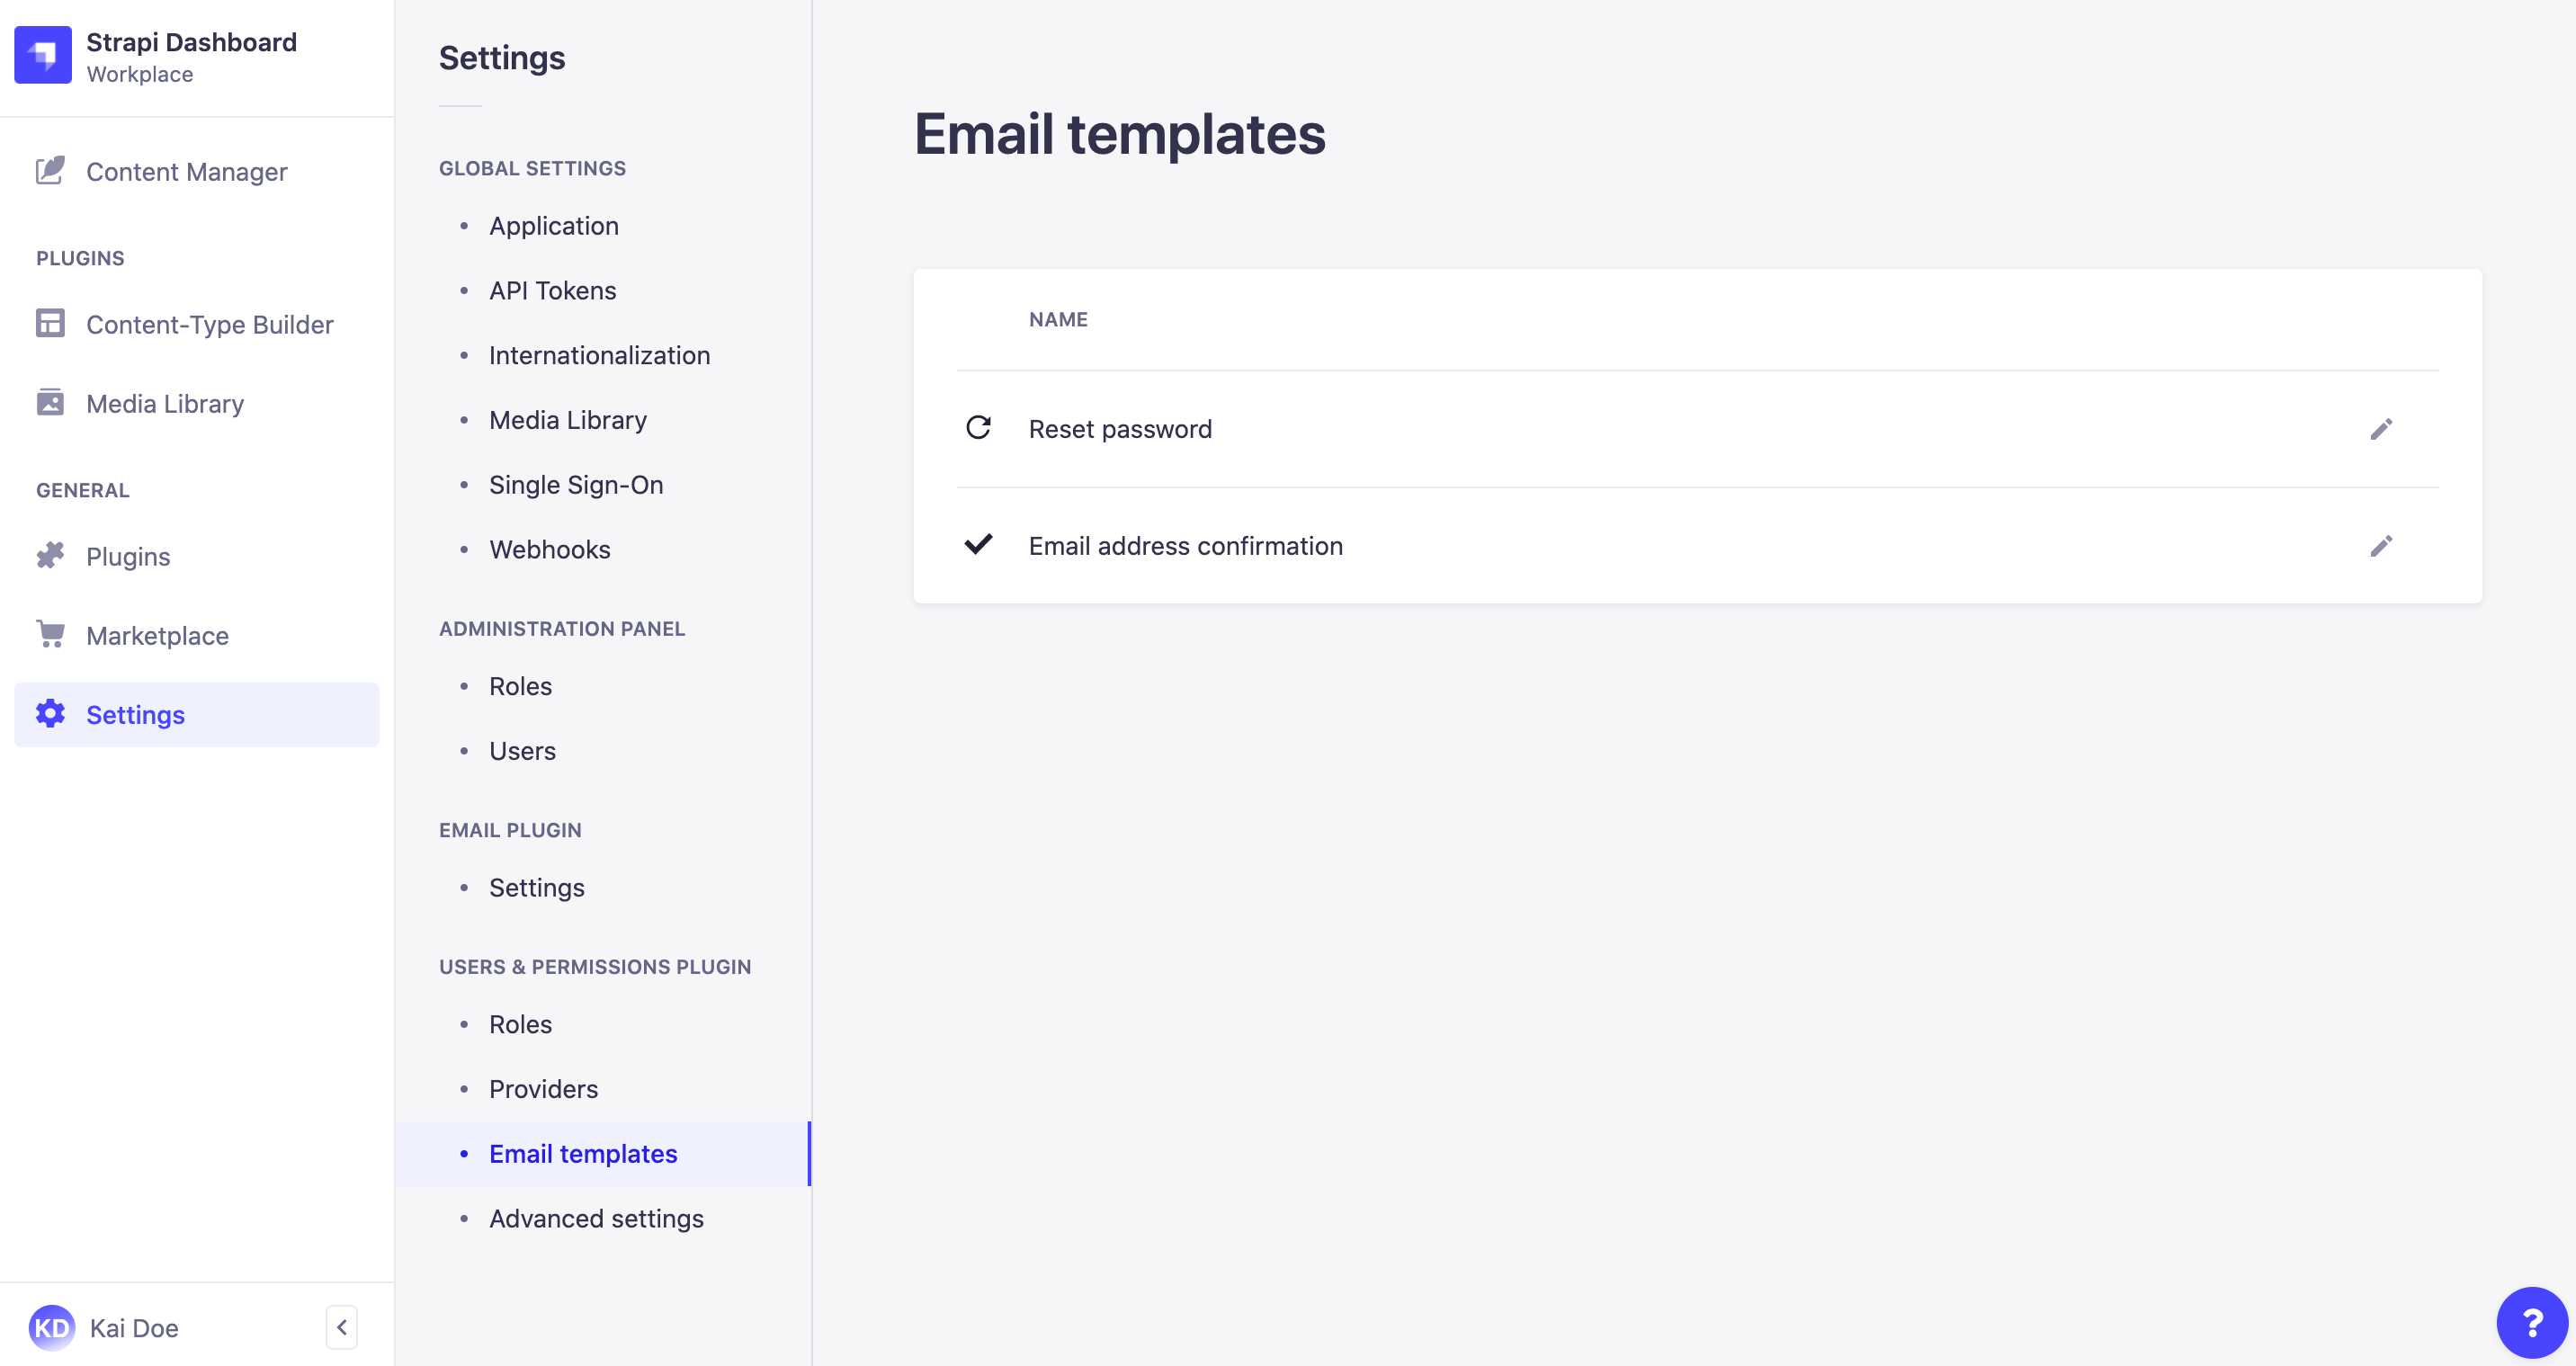 Strapi Dashboard
Workplace
Content Manager
PLUGINS
Content-Type Builder
Media Library
GENERAL
Plugins
Marketplace
Settings
KD
Kai Doe
Settings
GLOBAL SETTINGS
Application
API Tokens
Internationalization
Media Library
Single Sign-On
Webhooks
ADMINISTRATION PANEL
Roles
Users
EMAIL PLUGIN
Settings
USERS & PERMISSIONS PLUGIN
Roles
Providers
Email templates
Advanced settings
Email templates
NAME
Reset password
Email address confirmation
?